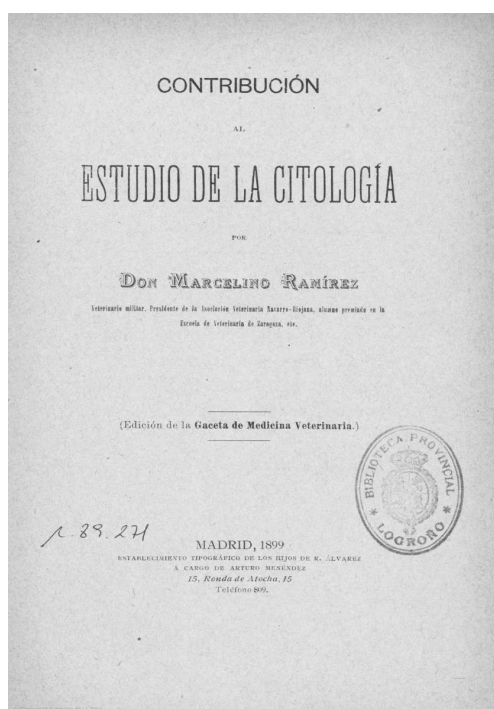 CONTRIBUCIÓN
AL
ESTUDIO DE LA CITOLOGÍA
POR
DON MARCELINO RAMÍREZ
Veterinario militar, Presidente de la Asociación Veterinaria Navarro-Riojana, alumno premiado en la
Escuela de Veterinaria de Zaragoza, etc.
(Edición de la Gaceta de Medicina Veterinaria.)
BIBLIOTECA PROVINCIAL
* LOGROÑO *
R. 89.271
MADRID, 1899
ESTABLECIMIENTO TIPOGRÁFICO DE LOS HIJOS DE R. ÁLVAREZ
Á CARGO DE ARTURO MENÉNDEZ
15, Ronda de Atocha, 15
Teléfono 809.